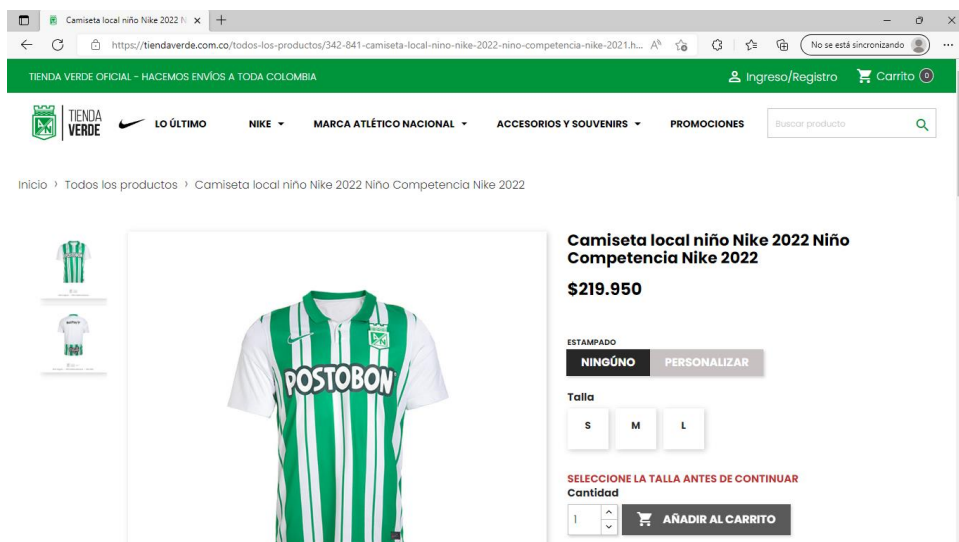 Camiseta local niño Nike 2022 N
https://tiendaverde.com.co/todos-los-productos/342-841-camiseta-local-nino-nike-2022-nino-competencia-nike-2021.h...
No se está sincronizando
TIENDA VERDE OFICIAL - HACEMOS ENVÍOS A TODA COLOMBIA
Ingreso/Registro
Carrito 0
TIENDA
VERDE
LO ÚLTIMO
NIKE
MARCA ATLÉTICO NACIONAL
ACCESORIOS Y SOUVENIRS
PROMOCIONES
Buscar producto
Inicio > Todos los productos > Camiseta local niño Nike 2022 Niño Competencia Nike 2022
POSTOBON
Camiseta local niño Nike 2022 Niño
Competencia Nike 2022
$219.950
ESTAMPADO
NINGÚNO
PERSONALIZAR
Talla
S M L
SELECCIONE LA TALLA ANTES DE CONTINUAR
Cantidad
1
AÑADIR AL CARRITO